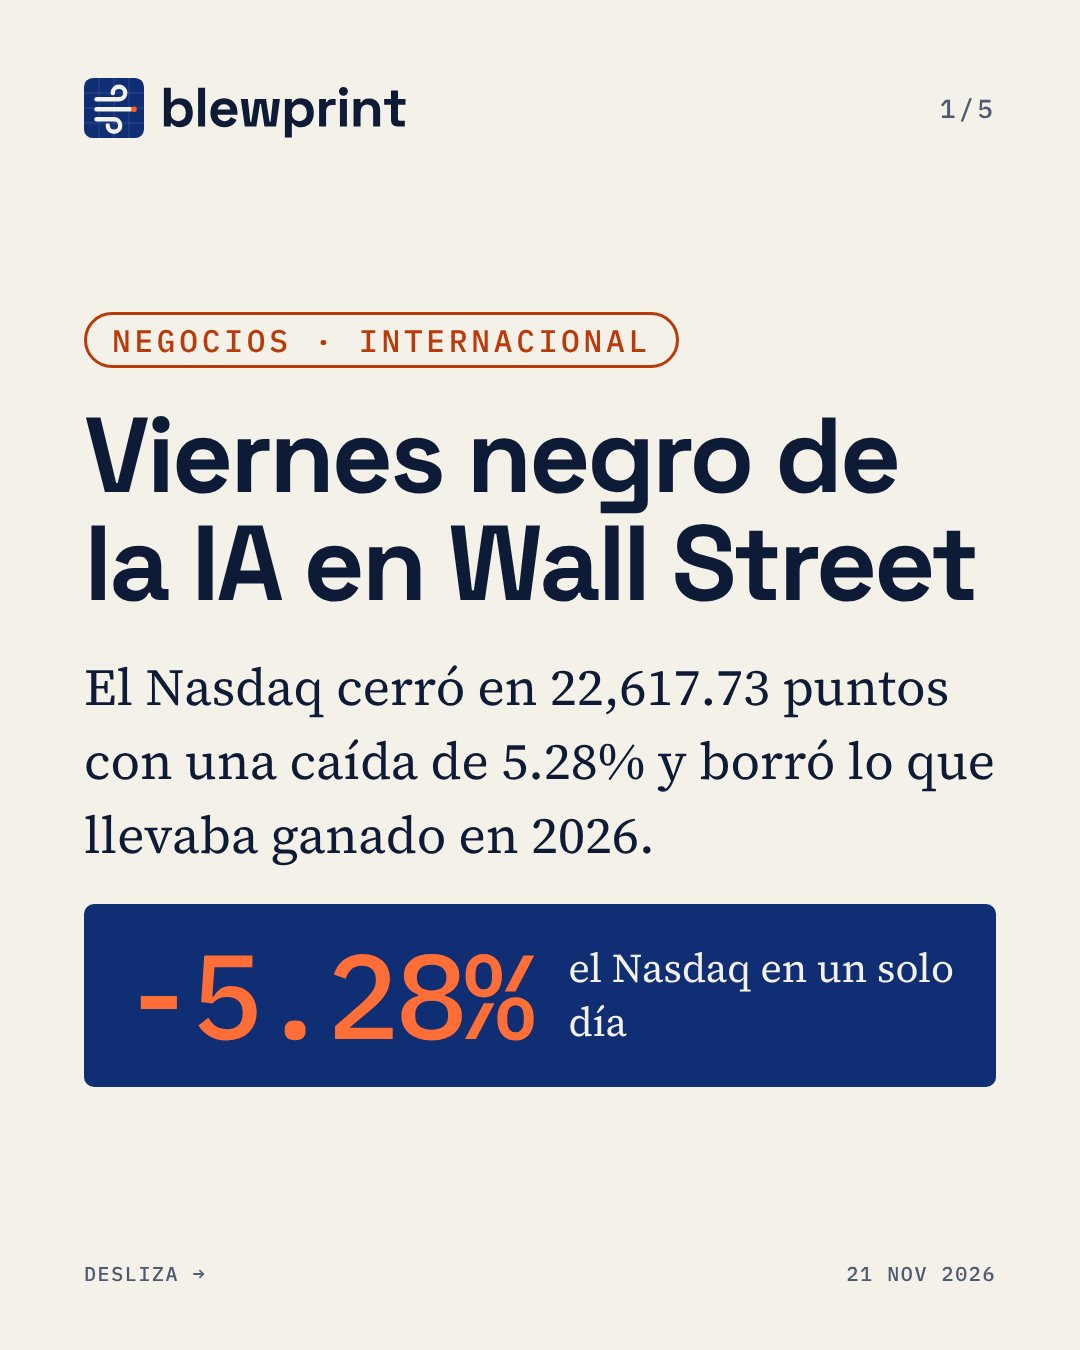 blewprint
1/5
NEGOCIOS · INTERNACIONAL
Viernes negro de
la IA en Wall Street
El Nasdaq cerró en 22,617.73 puntos
con una caída de 5.28% y borró lo que
llevaba ganado en 2026.
-5.28%
el Nasdaq en un solo
día
DESLIZA →
21 NOV 2026